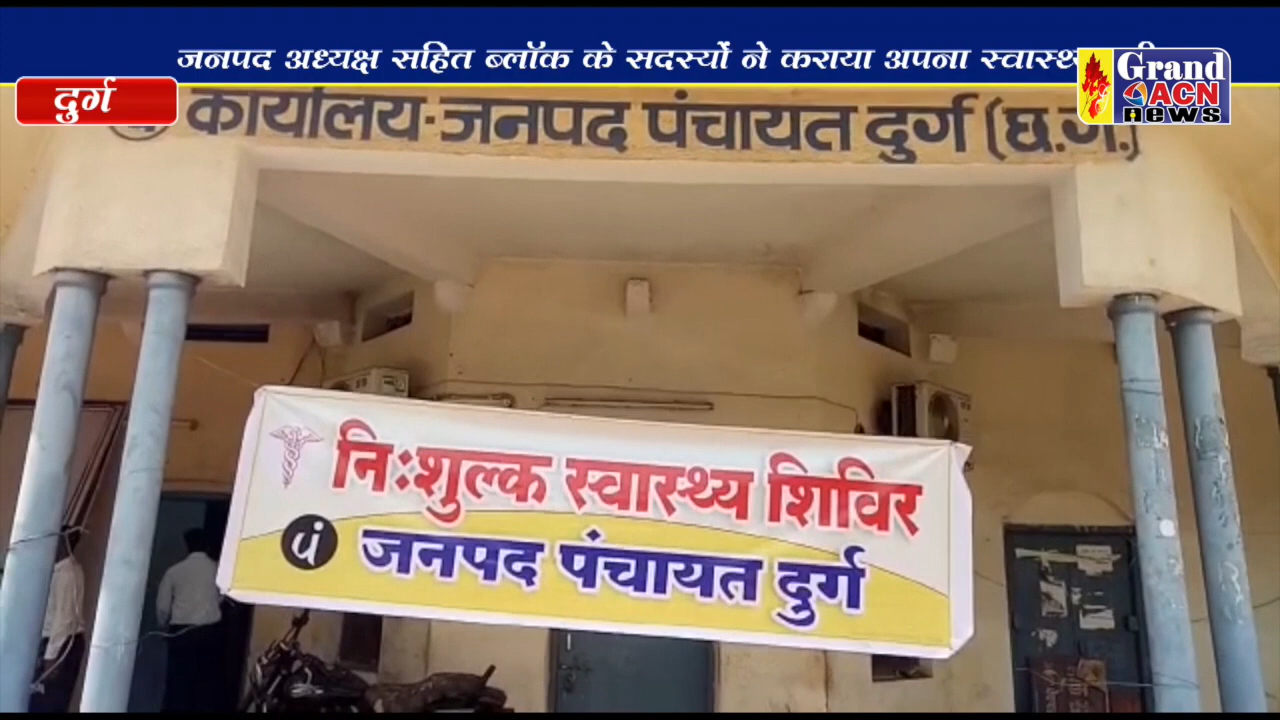 जनपद अध्यक्ष सहित ब्लॉक के सदस्यों ने कराया अपना
Grand
ACN
news
दुर्ग
कार्यालय-जनपद पंचायत दुर्ग (छ.ग.)
नि:शुल्क स्वास्थ्य शिविर
पं जनपद पंचायत दुर्ग